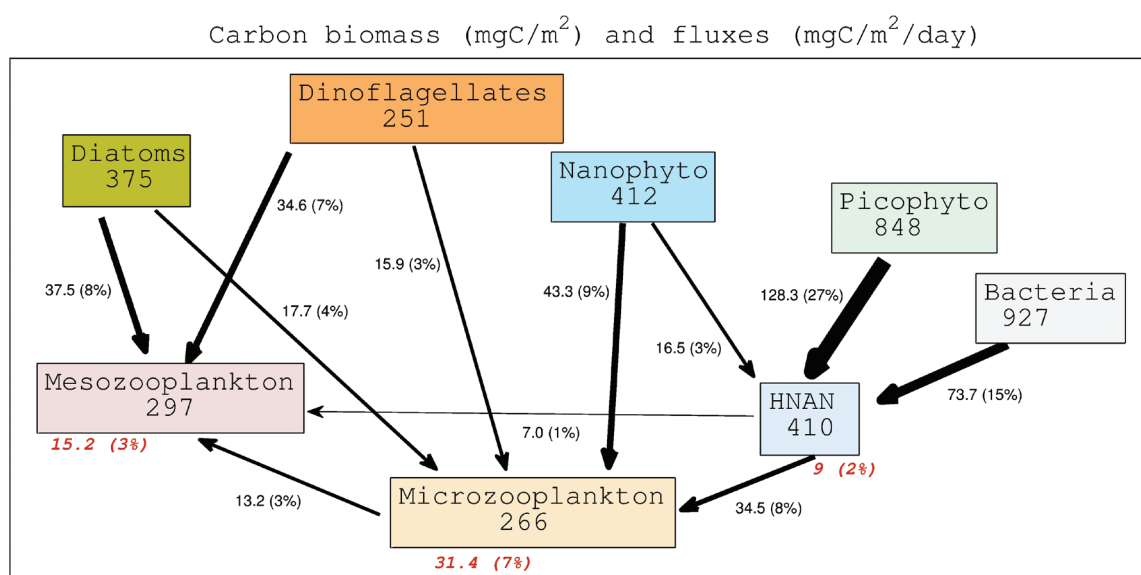 Carbon biomass (mgC/m²) and fluxes (mgC/m²/day)
Dinoflagellates
251
Diatoms
375
Nanophyto
412
Picophyto
848
Bacteria
927
34.6 (7%)
15.9 (3%)
37.5 (8%)
17.7 (4%)
43.3 (9%)
128.3 (27%)
16.5 (3%)
73.7 (15%)
Mesozooplankton
297
15.2 (3%)
HNAN
410
9 (2%)
7.0 (1%)
13.2 (3%)
34.5 (8%)
Microzooplankton
266
31.4 (7%)